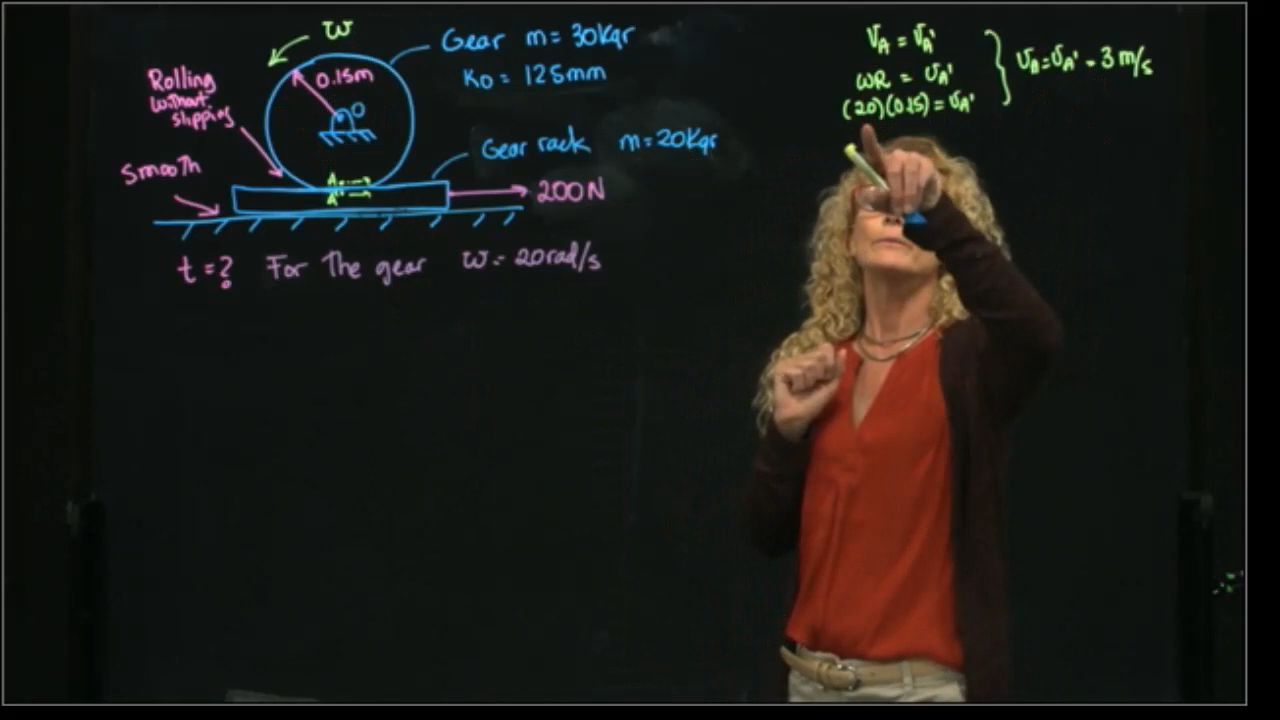 ω
Gear m = 30Kgr
Ko = 125mm
0.15m
O
Rolling
without
slipping
Gear rack m=20Kgr
Smooth
A
A'
200N
t=? For The gear ω = 20rad/s
VA = VA'
ωR = VA'
(20)(0.15) = VA'
VA = VA' = 3 m/s